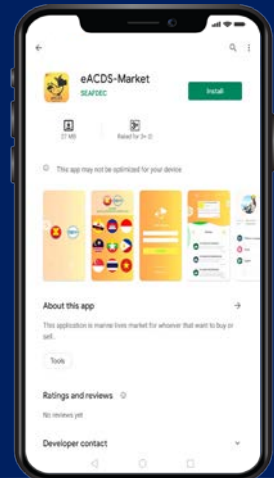 eACDS-Market
SEAFDEC
Install
27 MB
Rated for 3+
This app may not be optimized for your device.
About this app
This application is marine lives market for whoever that want to buy or
sell.
Tools
Ratings and reviews
No reviews yet
Developer contact